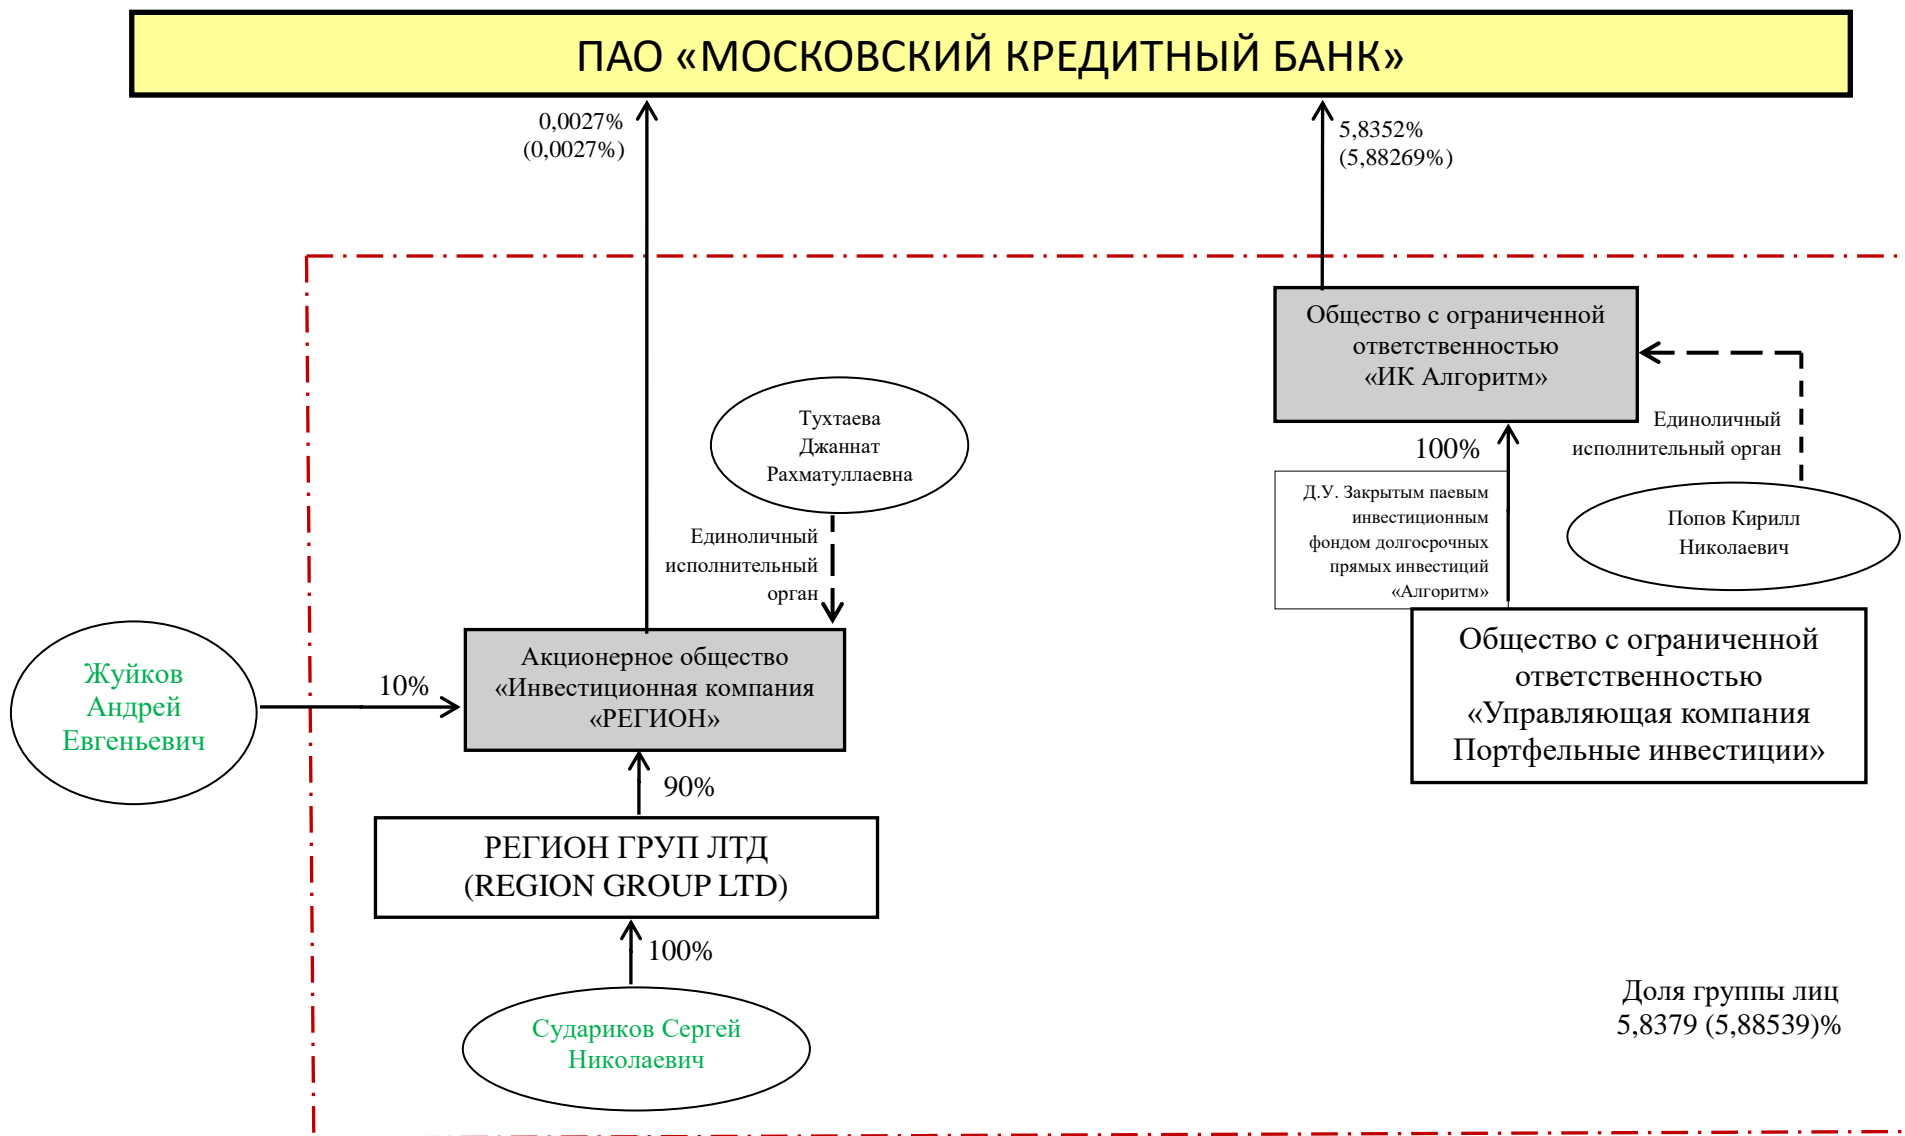 ПАО «МОСКОВСКИЙ КРЕДИТНЫЙ БАНК»
0,0027%
(0,0027%)
5,8352%
(5,88269%)
Общество с ограниченной
ответственностью
«ИК Алгоритм»
Тухтаева
Джаннат
Рахматуллаевна
Единоличный
исполнительный орган
100%
Д.У. Закрытым паевым
инвестиционным
фондом долгосрочных
прямых инвестиций
«Алгоритм»
Попов Кирилл
Николаевич
Единоличный
исполнительный
орган
Общество с ограниченной
ответственностью
«Управляющая компания
Портфельные инвестиции»
Жуйков
Андрей
Евгеньевич
10%
Акционерное общество
«Инвестиционная компания
«РЕГИОН»
90%
РЕГИОН ГРУП ЛТД
(REGION GROUP LTD)
100%
Судариков Сергей
Николаевич
Доля группы лиц
5,8379 (5,88539)%